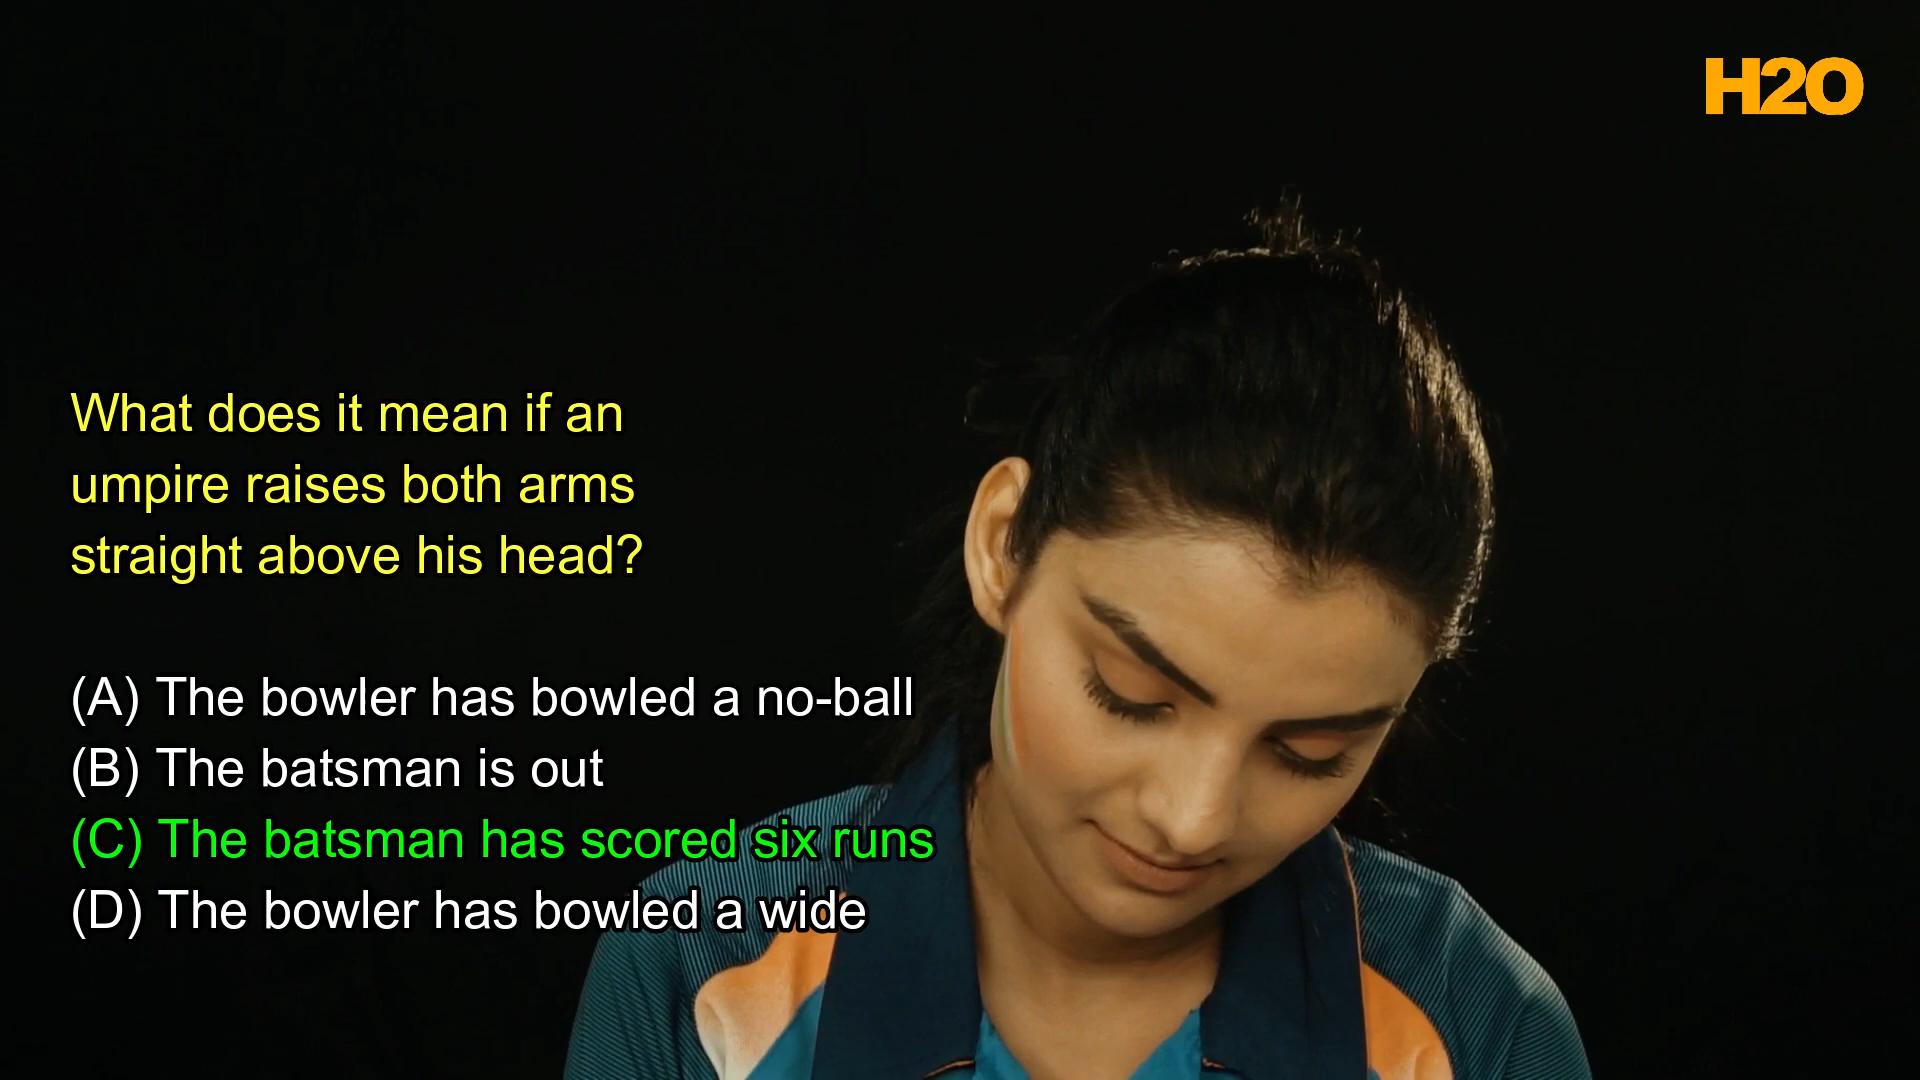 H2O
What does it mean if an
umpire raises both arms
straight above his head?
(A) The bowler has bowled a no-ball
(B) The batsman is out
(C) The batsman has scored six runs
(D) The bowler has bowled a wide